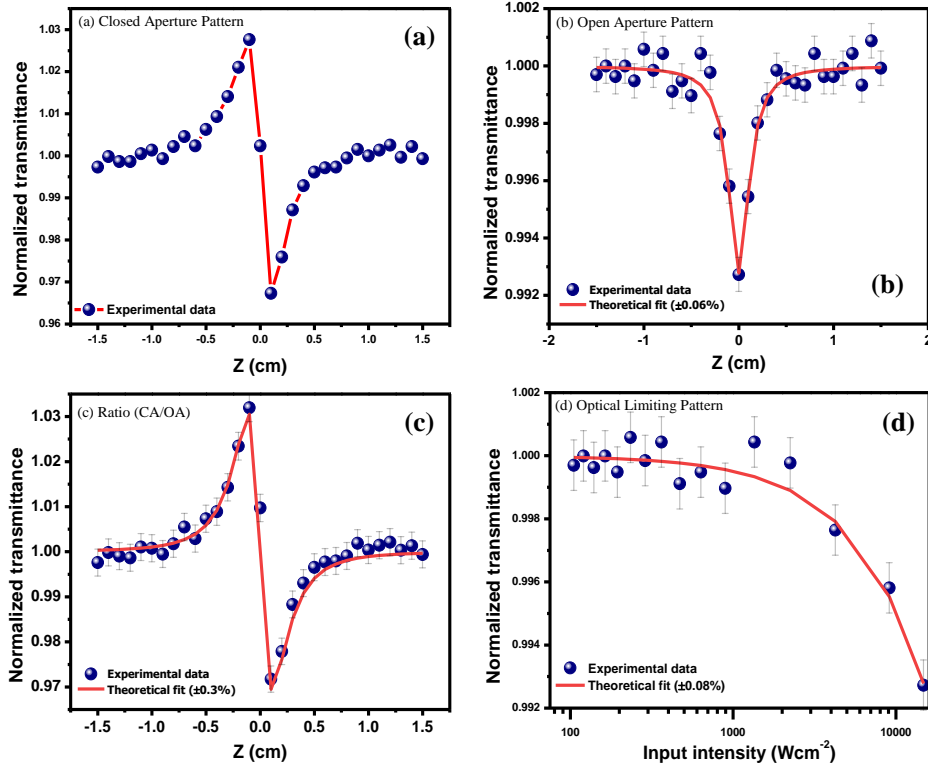 (a) Closed Aperture Pattern
(a)
1.03
1.02
1.01
1.00
0.99
0.98
0.97
0.96
Normalized transmittance
Experimental data
-1.5 -1.0 -0.5 0.0 0.5 1.0 1.5
Z (cm)
(b) Open Aperture Pattern
1.002
1.000
0.998
0.996
0.994
0.992
Normalized transmittance
Experimental data
Theoretical fit (±0.06%)
(b)
-2 -1 0 1 2
Z (cm)
(c) Ratio (CA/OA)
(c)
1.03
1.02
1.01
1.00
0.99
0.98
0.97
Normalized transmittance
Experimental data
Theoretical fit (±0.3%)
-1.5 -1.0 -0.5 0.0 0.5 1.0 1.5
Z (cm)
(d) Optical Limiting Pattern
(d)
1.002
1.000
0.998
0.996
0.994
0.992
Normalized transmittance
Experimental data
Theoretical fit (±0.08%)
100 1000 10000
Input intensity (Wcm⁻²)